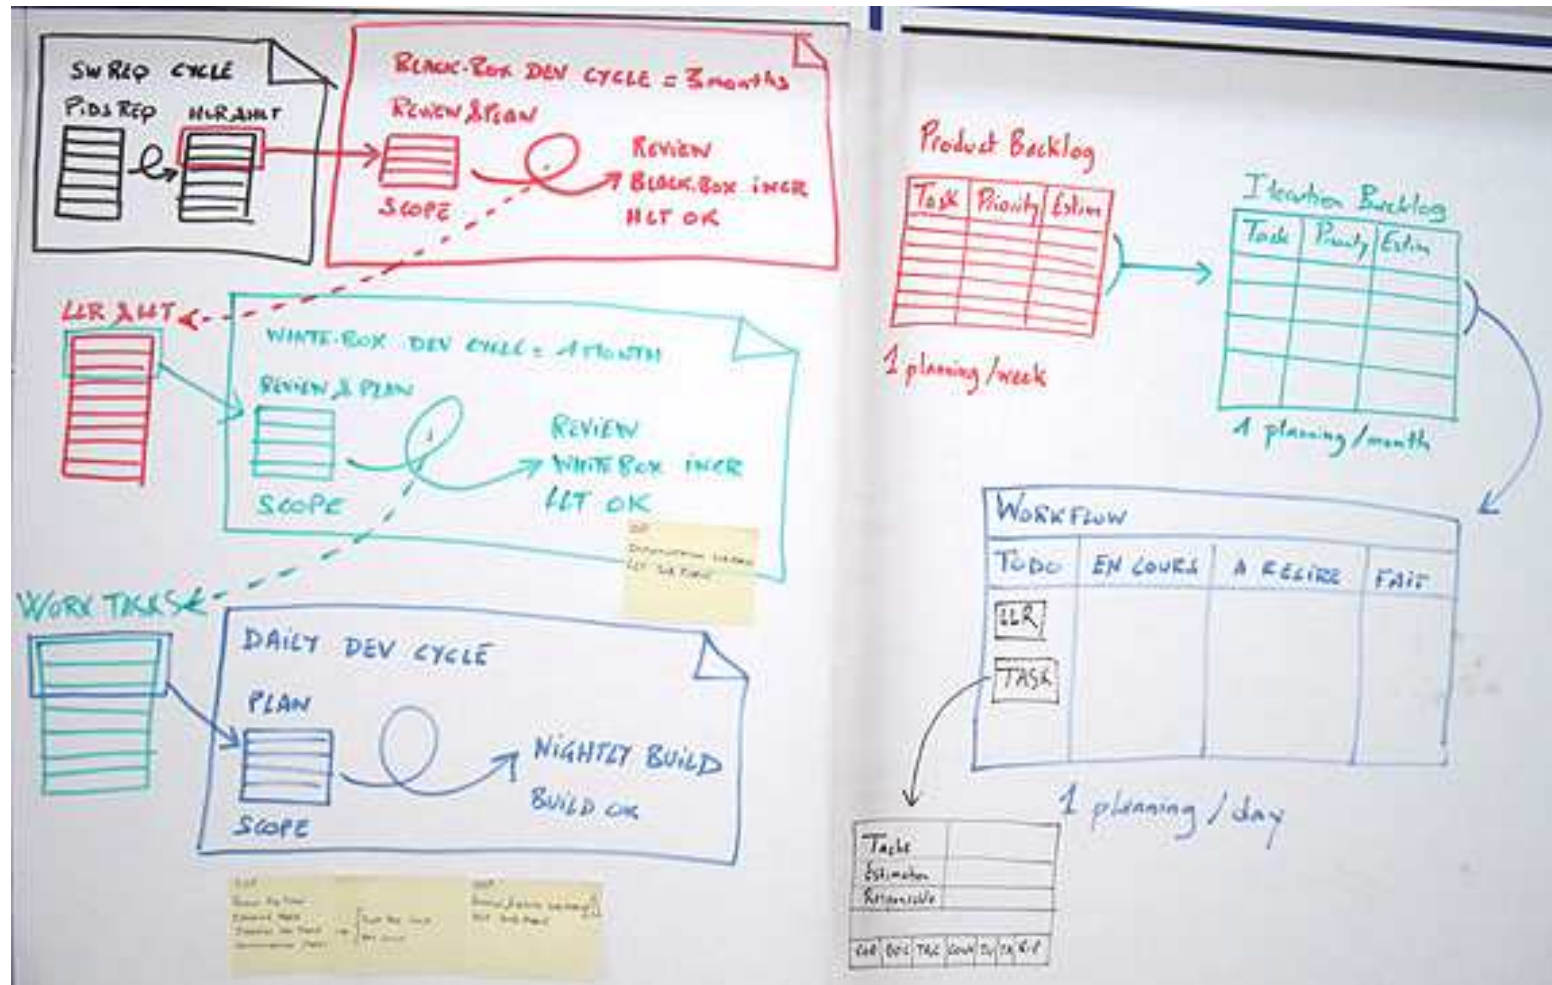 SW REQ CYCLE
PIDS REQ HLR & HLT
BLACK-BOX DEV CYCLE = 3 months
REVIEW & PLAN
SCOPE
REVIEW
BLACK-BOX INCR
HLT OK
LLR & LLT
WHITE-BOX DEV CYCLE = 1 MONTH
REVIEW & PLAN
SCOPE
REVIEW
WHITE BOX INCR
LLT OK
WORK TASKS
DAILY DEV CYCLE
PLAN
SCOPE
NIGHTLY BUILD
BUILD OK
Product Backlog
Task Priority Estim
1 planning/week
Iteration Backlog
Task Priority Estim
1 planning/month
WORKFLOW
TODO EN COURS A RELIRE FAIT
LLR
TASK
1 planning / day
Tache
Estimation
Responsable